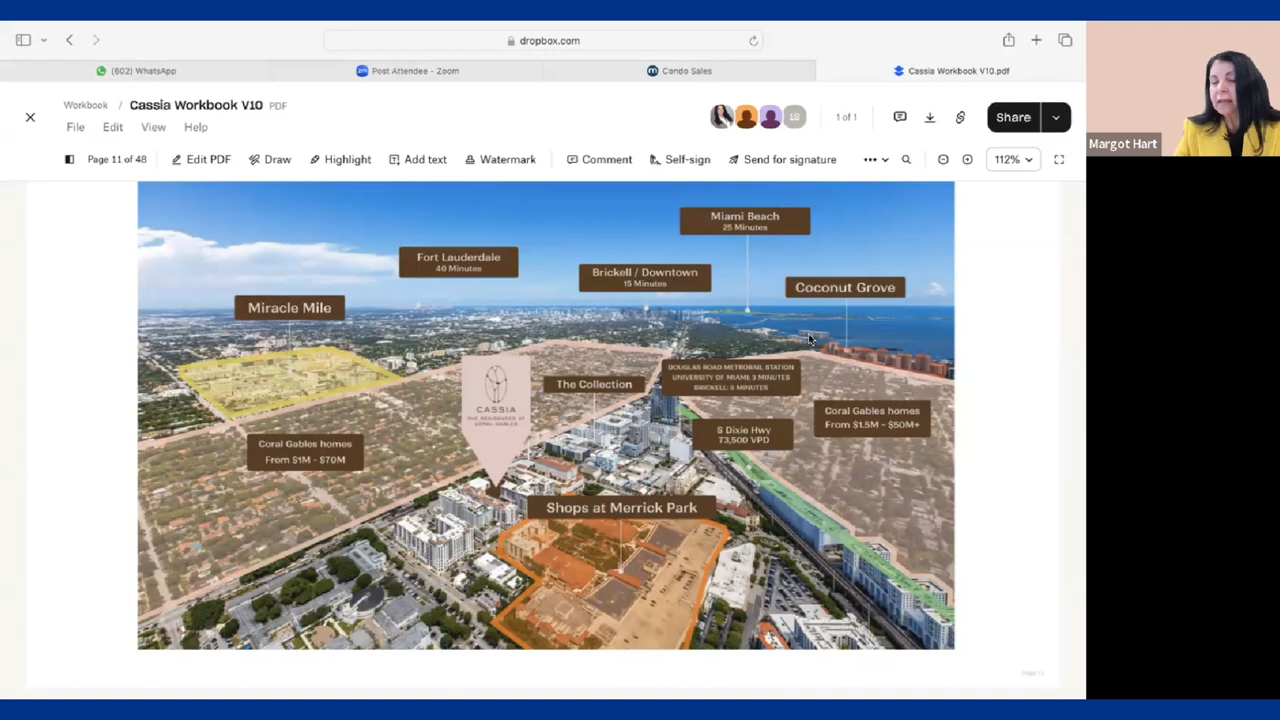 dropbox.com
(602) WhatsApp
Post Attendee - Zoom
Condo Sales
Cassia Workbook V10.pdf
Workbook / Cassia Workbook V10 PDF
File Edit View Help
18
1 of 1
Share
Page 11 of 48
Edit PDF
Draw
Highlight
Add text
Watermark
Comment
Self-sign
Send for signature
112%
Margot Hart
Miami Beach
25 Minutes
Fort Lauderdale
40 Minutes
Brickell / Downtown
15 Minutes
Coconut Grove
Miracle Mile
DOUGLAS ROAD METRORAIL STATION
UNIVERSITY OF MIAMI 3 MINUTES
BRICKELL: 8 MINUTES
The Collection
CASSIA
THE RESIDENCES AT
CORAL GABLES
Coral Gables homes
From $1.5M - $50M+
S Dixie Hwy
73,500 VPD
Coral Gables homes
From $1M - $70M
Shops at Merrick Park